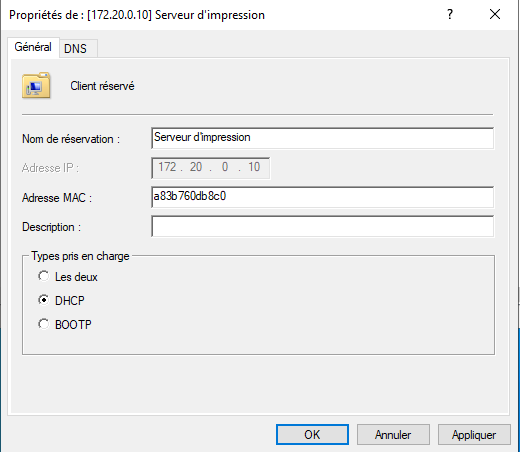 Propriétés de : [172.20.0.10] Serveur d'impression
Général DNS
Client réservé
Nom de réservation : Serveur d'impression
Adresse IP : 172 . 20 . 0 . 10
Adresse MAC : a83b760db8c0
Description :
Types pris en charge
Les deux
DHCP
BOOTP
OK Annuler Appliquer